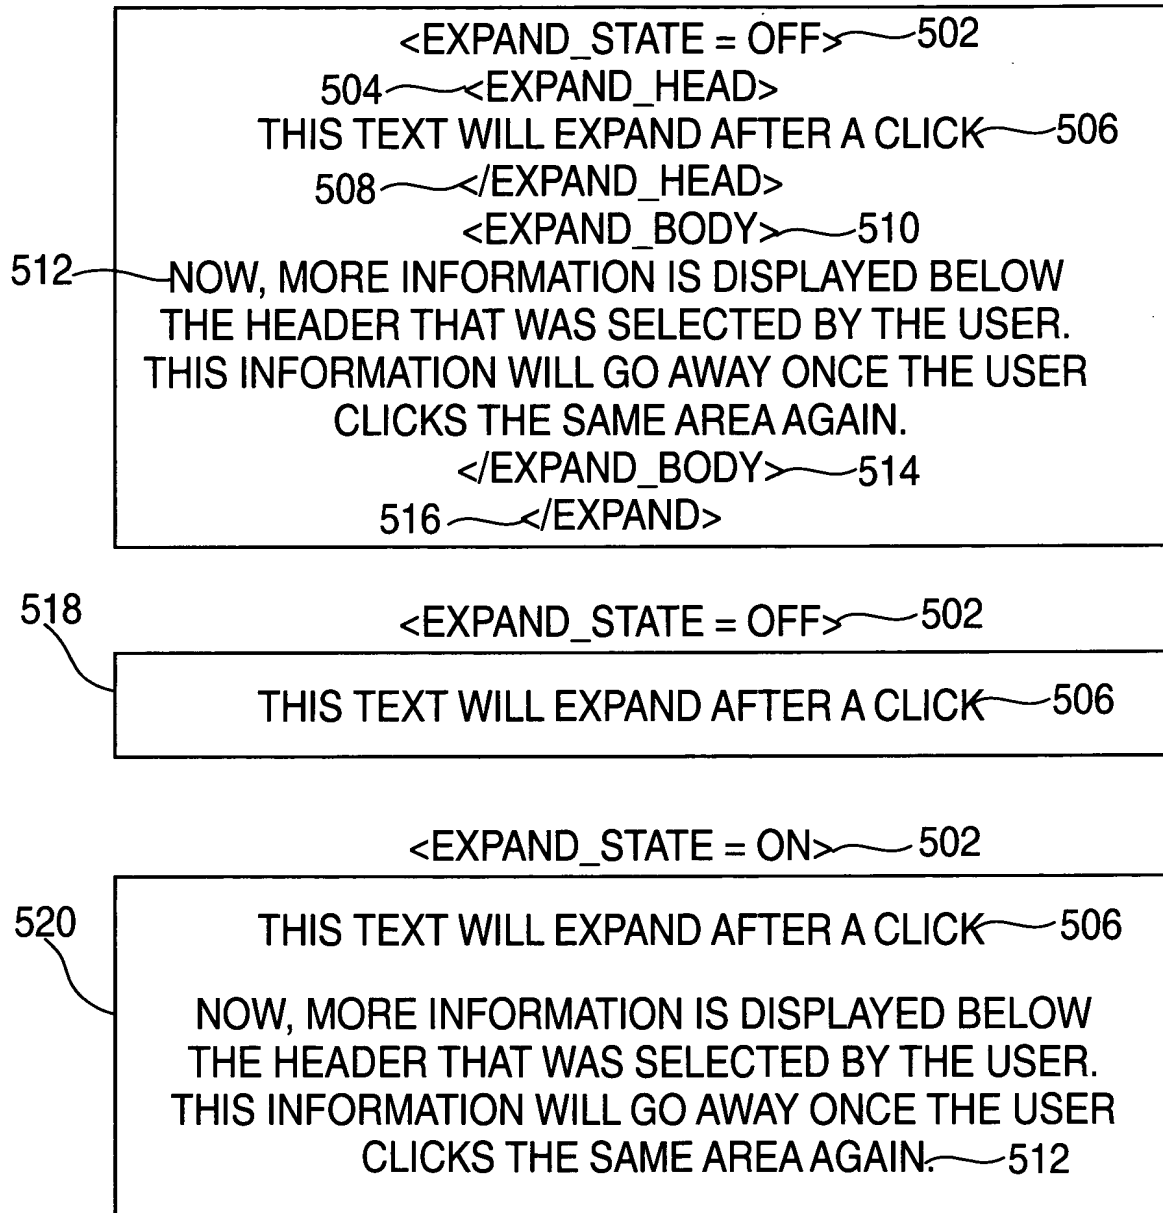 <EXPAND_STATE = OFF> 502
504 <EXPAND_HEAD>
THIS TEXT WILL EXPAND AFTER A CLICK 506
508 </EXPAND_HEAD>
<EXPAND_BODY> 510
512 NOW, MORE INFORMATION IS DISPLAYED BELOW
THE HEADER THAT WAS SELECTED BY THE USER.
THIS INFORMATION WILL GO AWAY ONCE THE USER
CLICKS THE SAME AREA AGAIN.
</EXPAND_BODY> 514
516 </EXPAND>
518 <EXPAND_STATE = OFF> 502
THIS TEXT WILL EXPAND AFTER A CLICK 506
<EXPAND_STATE = ON> 502
520 THIS TEXT WILL EXPAND AFTER A CLICK 506
NOW, MORE INFORMATION IS DISPLAYED BELOW
THE HEADER THAT WAS SELECTED BY THE USER.
THIS INFORMATION WILL GO AWAY ONCE THE USER
CLICKS THE SAME AREA AGAIN. 512